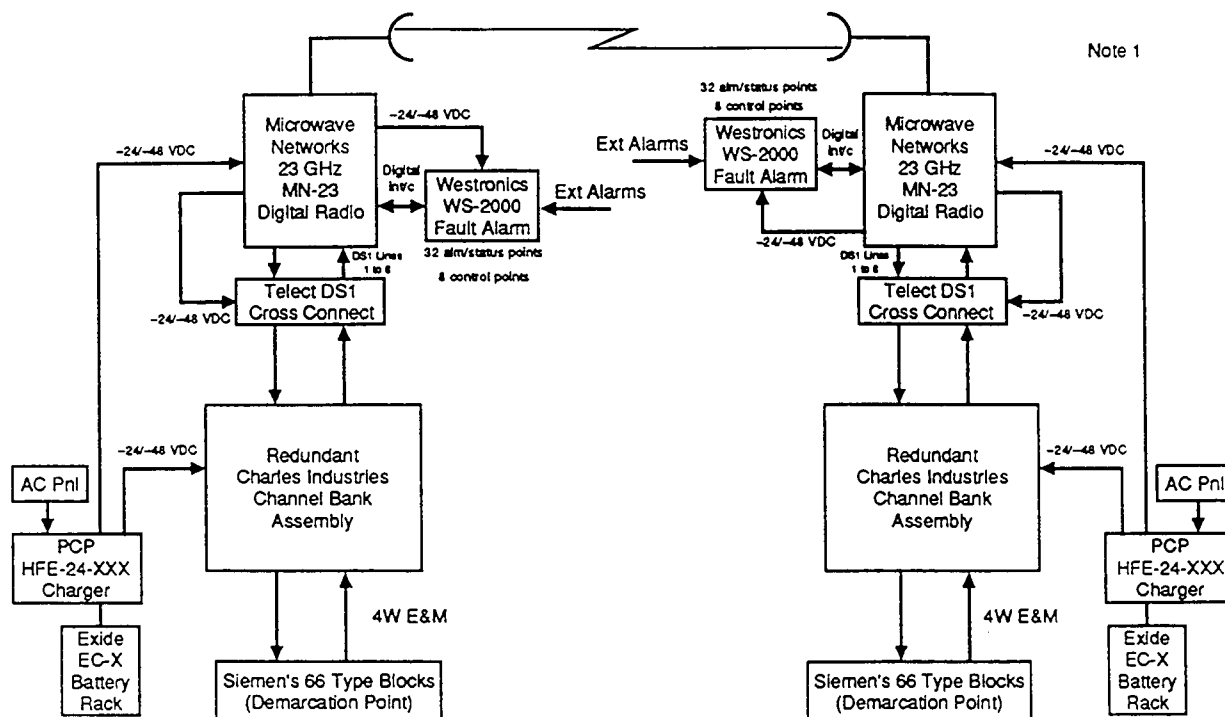 Note 1
Microwave
Networks
23 GHz
MN-23
Digital Radio
-24/-48 VDC
-24/-48 VDC
Digital
int/c
Westronics
WS-2000
Fault Alarm
Ext Alarms
32 alm/status points
8 control points
DS1 Lines
1 to 8
Telect DS1
Cross Connect
-24/-48 VDC
Redundant
Charles Industries
Channel Bank
Assembly
-24/-48 VDC
AC Pnl
PCP
HFE-24-XXX
Charger
Exide
EC-X
Battery
Rack
4W E&M
Siemen's 66 Type Blocks
(Demarcation Point)
32 alm/status points
8 control points
Ext Alarms
Westronics
WS-2000
Fault Alarm
Digital
int/c
Microwave
Networks
23 GHz
MN-23
Digital Radio
-24/-48 VDC
-24/-48 VDC
DS1 Lines
1 to 8
Telect DS1
Cross Connect
-24/-48 VDC
Redundant
Charles Industries
Channel Bank
Assembly
-24/-48 VDC
AC Pnl
PCP
HFE-24-XXX
Charger
Exide
EC-X
Battery
Rack
4W E&M
Siemen's 66 Type Blocks
(Demarcation Point)